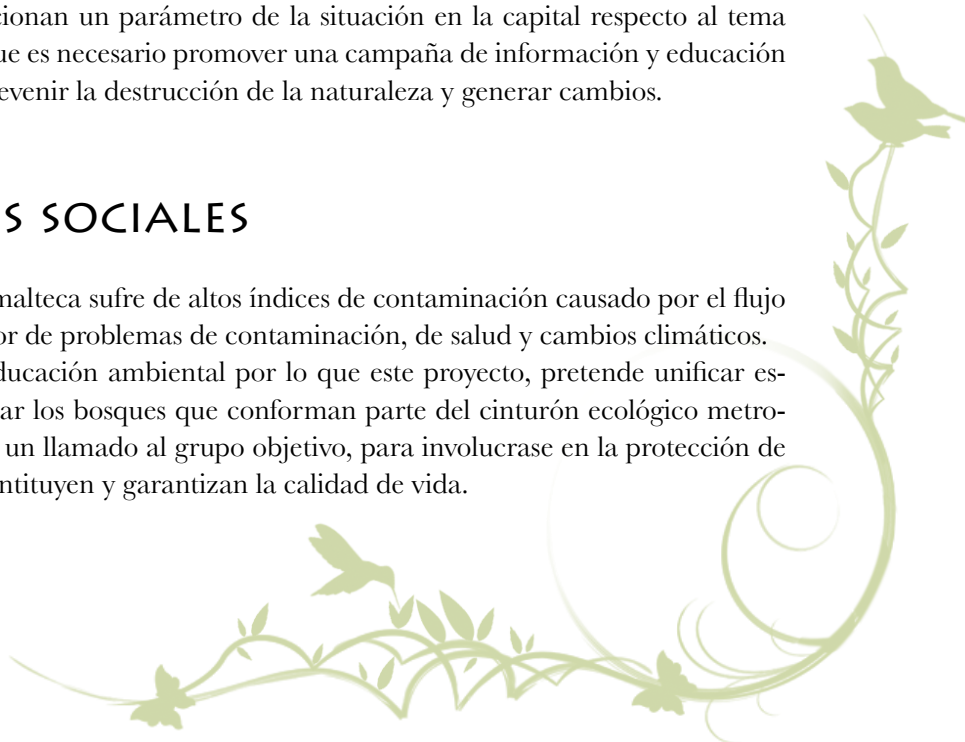 cionan un parámetro de la situación en la capital respecto al tema
ue es necesario promover una campaña de información y educación
evenir la destrucción de la naturaleza y generar cambios.
S SOCIALES
malteca sufre de altos índices de contaminación causado por el flujo
or de problemas de contaminación, de salud y cambios climáticos.
ducación ambiental por lo que este proyecto, pretende unificar es-
ar los bosques que conforman parte del cinturón ecológico metro-
un llamado al grupo objetivo, para involucrase en la protección de
ntituyen y garantizan la calidad de vida.